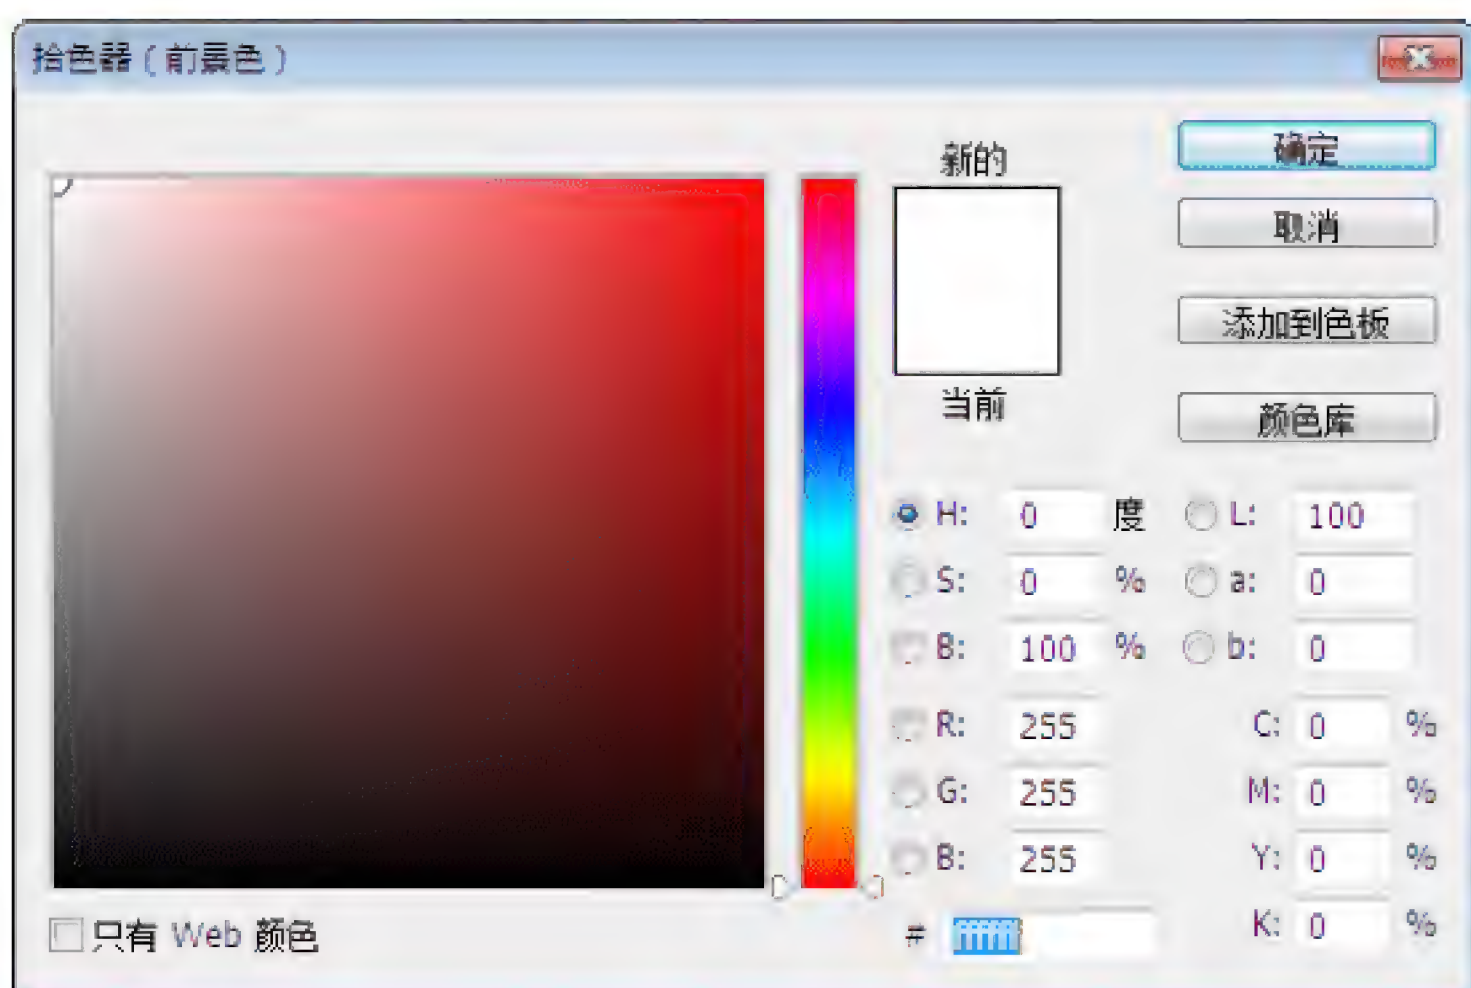 拾色器（前景色）
新的
确定
取消
添加到色板
当前
颜色库
H: 0 度 L: 100
S: 0 % a: 0
B: 100 % b: 0
R: 255 C: 0 %
G: 255 M: 0 %
B: 255 Y: 0 %
# K: 0 %
只有 Web 颜色